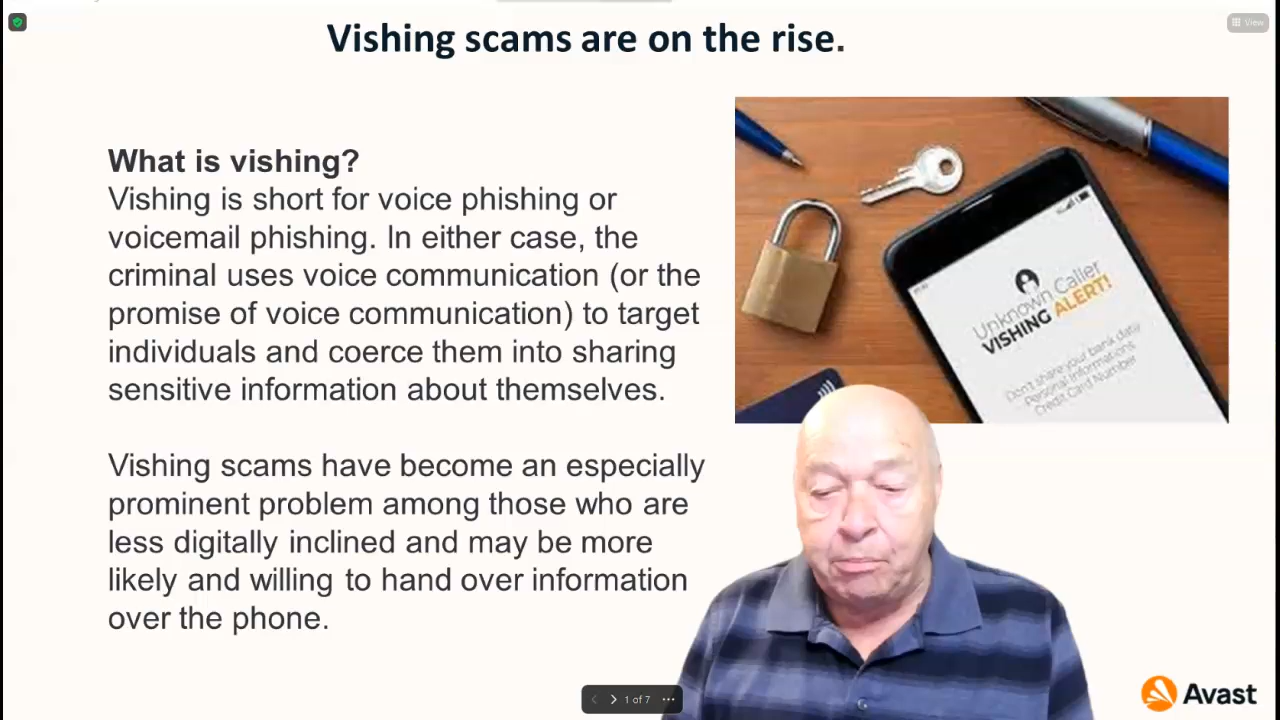 View
Vishing scams are on the rise.
What is vishing?
Vishing is short for voice phishing or
voicemail phishing. In either case, the
criminal uses voice communication (or the
promise of voice communication) to target
individuals and coerce them into sharing
sensitive information about themselves.
Vishing scams have become an especially
prominent problem among those who are
less digitally inclined and may be more
likely and willing to hand over information
over the phone.
Unknown Caller
VISHING ALERT!
Don't share your bank data
Personal Informations
Credit Card Number
1 of 7
Avast